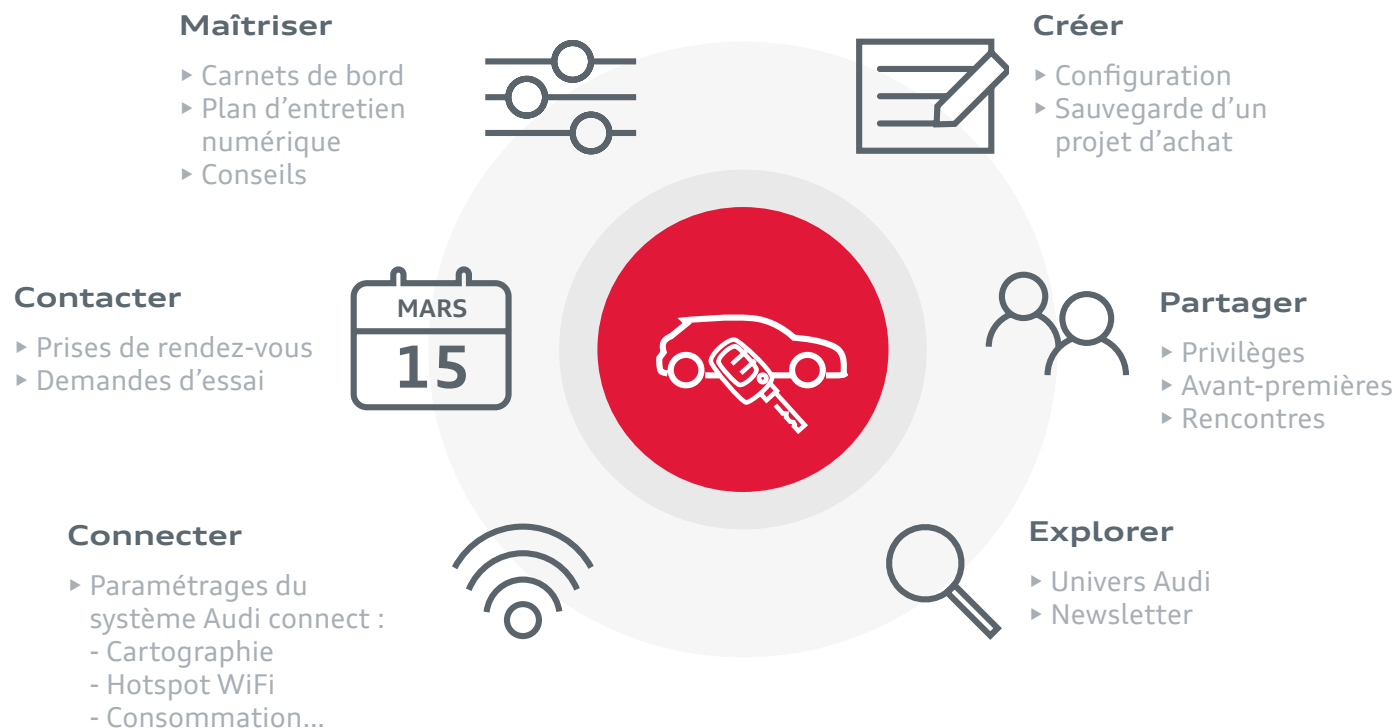 Maîtriser
▸ Carnets de bord
▸ Plan d’entretien
numérique
▸ Conseils
Créer
▸ Configuration
▸ Sauvegarde d’un
projet d’achat
Contacter
▸ Prises de rendez-vous
▸ Demandes d’essai
MARS
15
Partager
▸ Privilèges
▸ Avant-premières
▸ Rencontres
Connecter
▸ Paramétrages du
système Audi connect :
- Cartographie
- Hotspot WiFi
- Consommation...
Explorer
▸ Univers Audi
▸ Newsletter